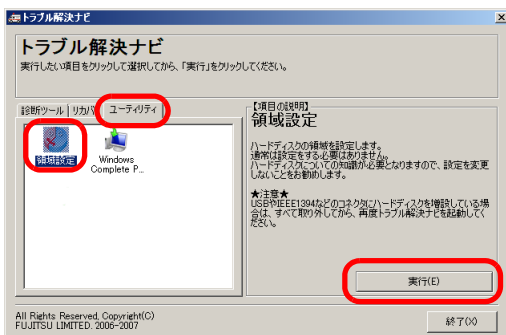 トラブル解決ナビ
トラブル解決ナビ
実行したい項目をクリックして選択してから、「実行」をクリックしてください。
診断ツール
リカバ
ユーティリティ
領域設定
Windows
Complete P...
【項目の説明】
領域設定
ハードディスクの領域を設定します。
通常は設定をする必要はありません。
ハードディスクについての知識が必要となりますので、設定を変更
しないことをお勧めします。
★注意★
USBやIEEE1394などのコネクタにハードディスクを増設している場
合は、すべて取り外してから、再度トラブル解決ナビを起動してく
ださい。
実行(E)
All Rights Reserved, Copyright(C)
FUJITSU LIMITED. 2006-2007
終了(X)